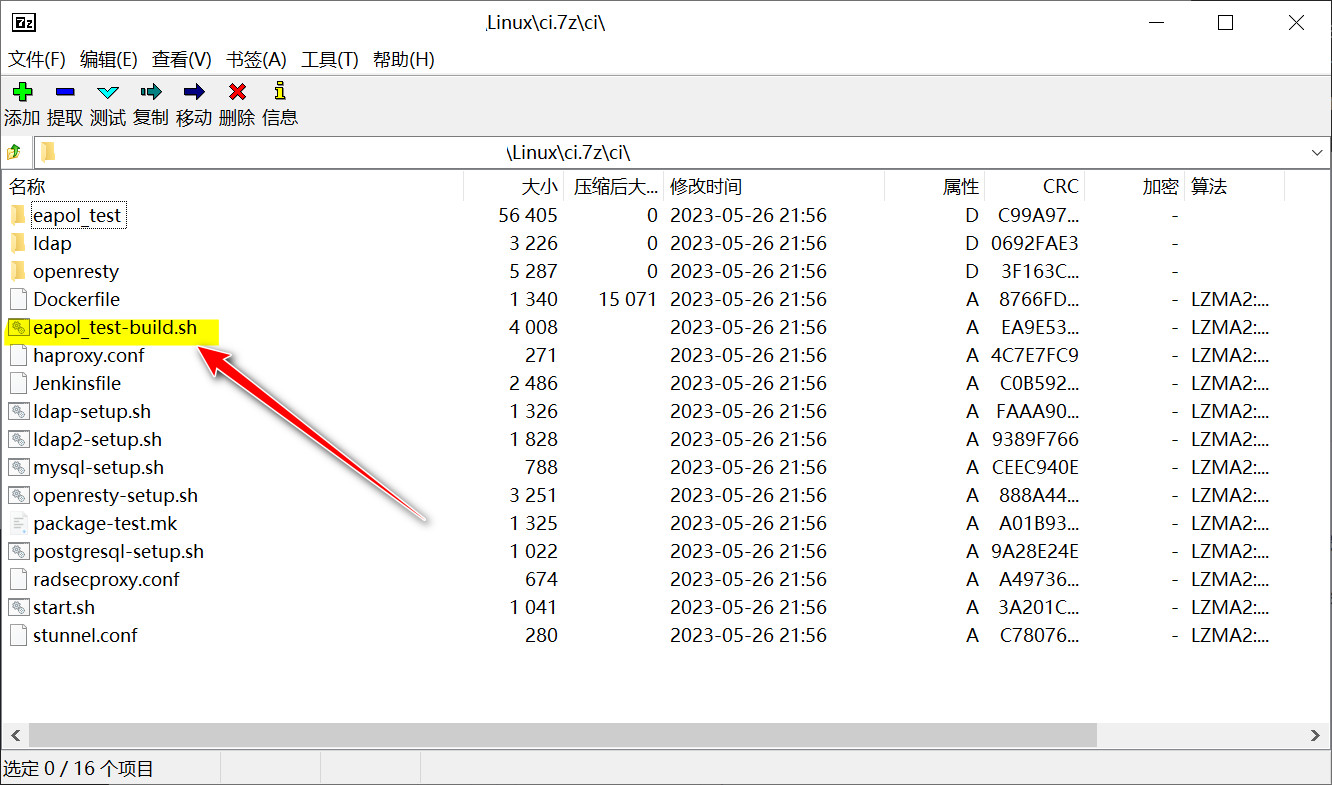 7z
Linux\ci.7z\ci\
文件(F) 编辑(E) 查看(V) 书签(A) 工具(T) 帮助(H)
添加 提取 测试 复制 移动 删除 信息
\Linux\ci.7z\ci\
名称 大小 压缩后大... 修改时间 属性 CRC 加密 算法
eapol_test 56 405 0 2023-05-26 21:56 D C99A97... -
ldap 3 226 0 2023-05-26 21:56 D 0692FAE3 -
openresty 5 287 0 2023-05-26 21:56 D 3F163C... -
Dockerfile 1 340 15 071 2023-05-26 21:56 A 8766FD... - LZMA2:...
eapol_test-build.sh 4 008 2023-05-26 21:56 A EA9E53... - LZMA2:...
haproxy.conf 271 2023-05-26 21:56 A 4C7E7FC9 - LZMA2:...
Jenkinsfile 2 486 2023-05-26 21:56 A C0B592... - LZMA2:...
ldap-setup.sh 1 326 2023-05-26 21:56 A FAAA90... - LZMA2:...
ldap2-setup.sh 1 828 2023-05-26 21:56 A 9389F766 - LZMA2:...
mysql-setup.sh 788 2023-05-26 21:56 A CEEC940E - LZMA2:...
openresty-setup.sh 3 251 2023-05-26 21:56 A 888A44... - LZMA2:...
package-test.mk 1 325 2023-05-26 21:56 A A01B93... - LZMA2:...
postgresql-setup.sh 1 022 2023-05-26 21:56 A 9A28E24E - LZMA2:...
radsecproxy.conf 674 2023-05-26 21:56 A A49736... - LZMA2:...
start.sh 1 041 2023-05-26 21:56 A 3A201C... - LZMA2:...
stunnel.conf 280 2023-05-26 21:56 A C78076... - LZMA2:...
选定 0 / 16 个项目